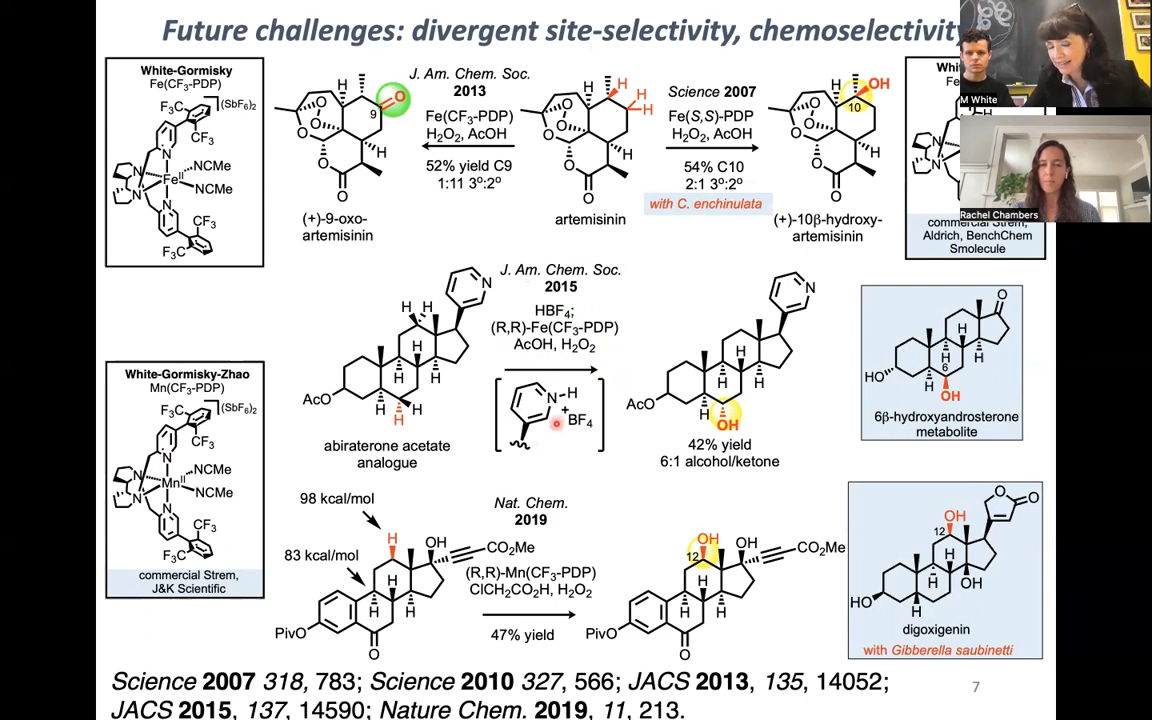 Future challenges: divergent site-selectivity, chemoselectivity
White-Gormisky
Fe(CF₃-PDP)
(SbF₆)₂
F₃C
CF₃
N
N
Feᴵᴵ
NCMe
NCMe
N
N
CF₃
F₃C
H
O
9
O
O
O
H
O
O
(+)-9-oxo-
artemisinin
J. Am. Chem. Soc.
2013
Fe(CF₃-PDP)
H₂O₂, AcOH
52% yield C9
1:11 3º:2º
H
H
H
H
O
O
O
H
O
O
artemisinin
Science 2007
Fe(S,S)-PDP
H₂O₂, AcOH
54% C10
2:1 3º:2º
with C. enchinulata
H
OH
10
O
O
O
H
O
O
(+)-10β-hydroxy-
artemisinin
M White
Rachel Chambers
commercial Strem,
Aldrich, BenchChem
Smolecule
J. Am. Chem. Soc.
2015
HBF₄;
(R,R)-Fe(CF₃-PDP)
AcOH, H₂O₂
N
H
H
H
H
H
H
H
H
AcO
abiraterone acetate
analogue
N-H
+
BF₄
N
H
H
H
H
AcO
OH
42% yield
6:1 alcohol/ketone
O
H
H
H
H
6
HO
OH
6β-hydroxyandrosterone
metabolite
White-Gormisky-Zhao
Mn(CF₃-PDP)
(SbF₆)₂
F₃C
CF₃
N
N
Mnᴵᴵ
NCMe
NCMe
N
N
CF₃
F₃C
commercial Strem,
J&K Scientific
98 kcal/mol
83 kcal/mol
H
OH
CO₂Me
H
H
H
PivO
O
Nat. Chem.
2019
(R,R)-Mn(CF₃-PDP)
ClCH₂CO₂H, H₂O₂
47% yield
OH
12
OH
CO₂Me
H
H
H
PivO
O
O
O
OH
12
H
H
OH
HO
H
digoxigenin
with Gibberella saubinetti
Science 2007 318, 783; Science 2010 327, 566; JACS 2013, 135, 14052;
JACS 2015, 137, 14590; Nature Chem. 2019, 11, 213.
7